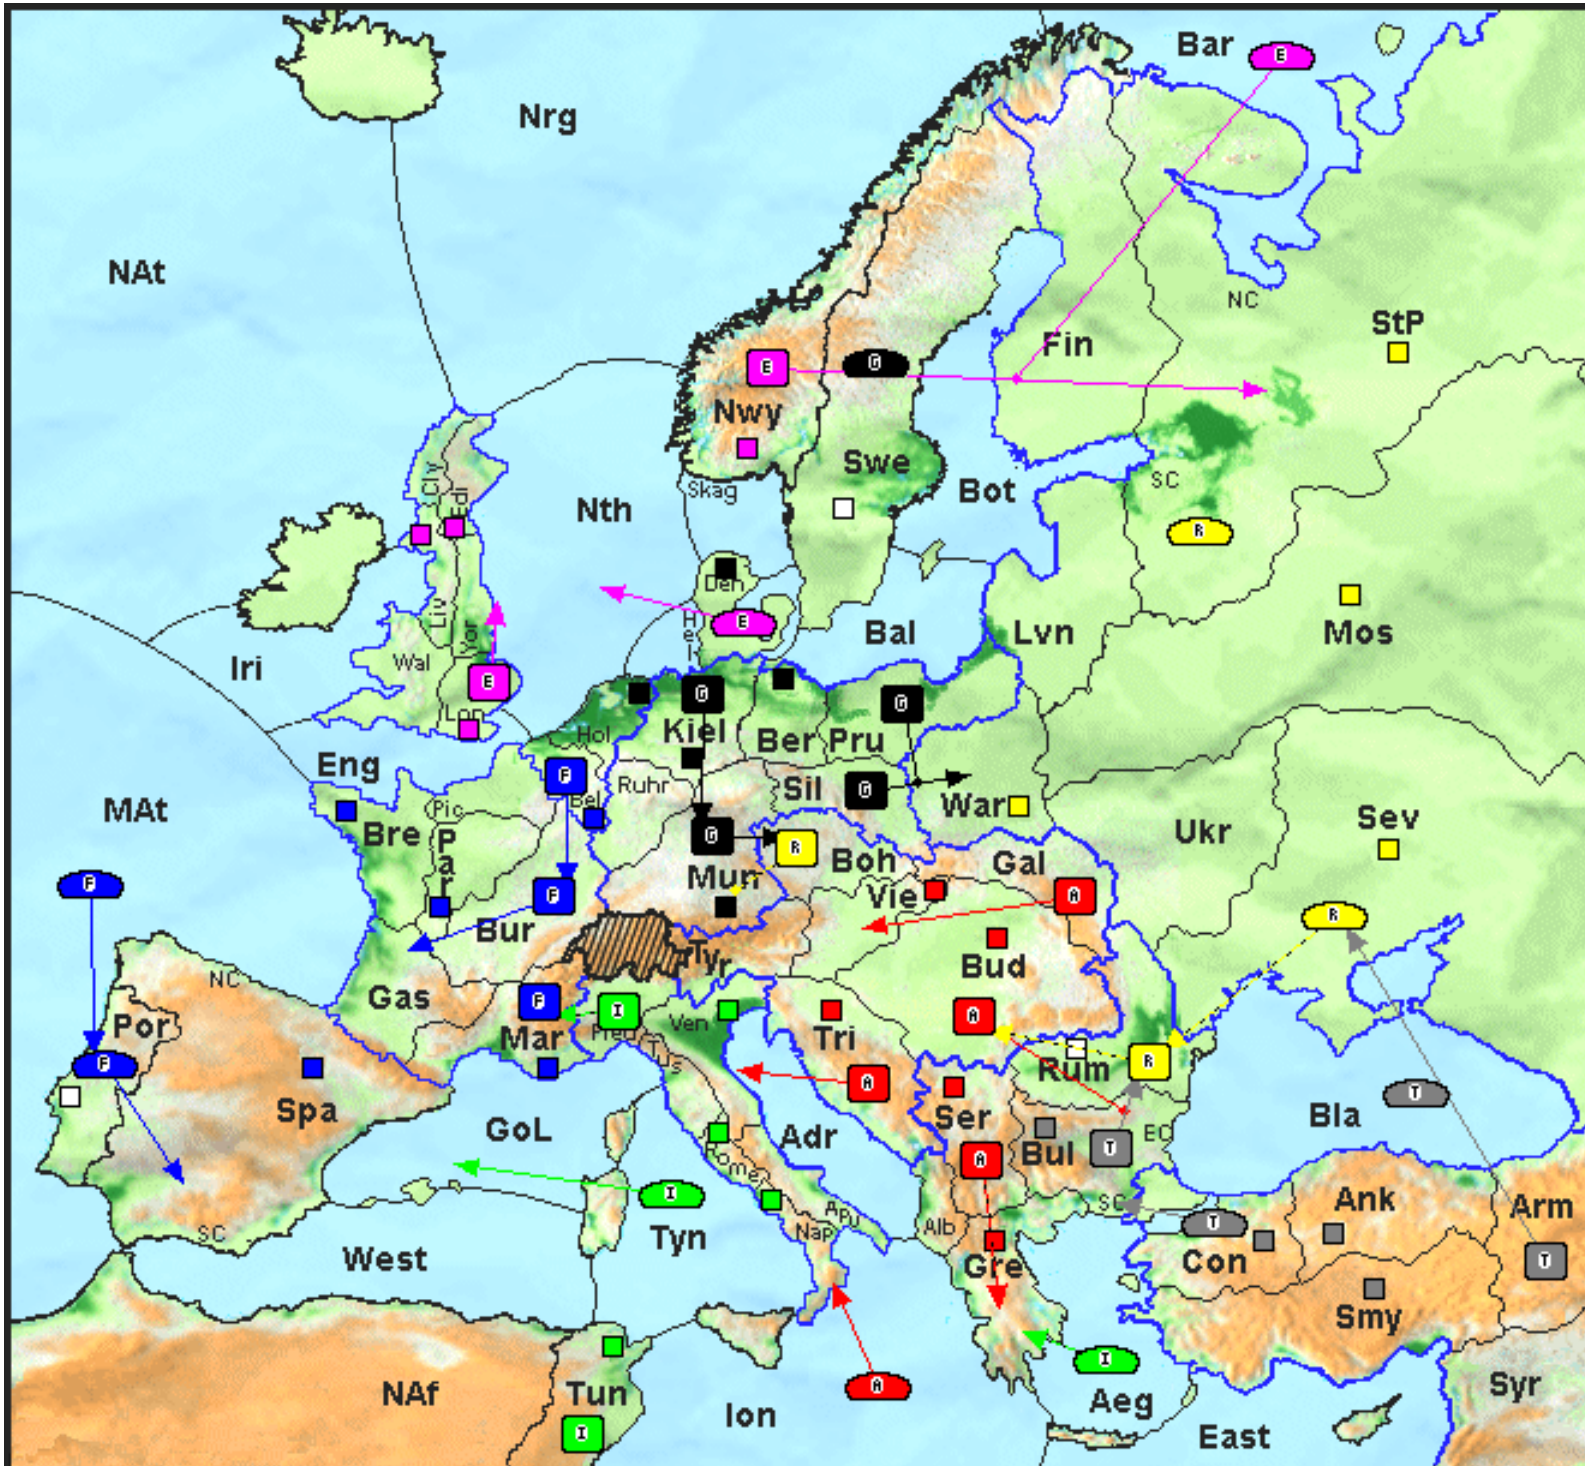 Bar
E
Nrg
NAt
NC
StP
Fin
E
G
Nwy
Swe
Cly
Edi
SC
Skag
Bot
Nth
R
Den
Mos
Liv
Yor
E
Hel
Bal
Lvn
Iri
Wal
E
G
G
Lon
Hol
Kiel
Ber
Pru
Eng
F
Ruhr
Sil
G
War
MAt
Pic
Bel
Bre
Par
G
R
Boh
Gal
Ukr
Sev
Mun
Vie
F
F
A
R
Bur
Tyr
Bud
NC
Gas
F
I
A
Por
Mar
Pied
Ven
Tri
Tus
Rum
R
F
A
Ser
Spa
T
GoL
Adr
Bla
EC
Bul
T
Rome
A
I
Ank
Arm
SC
Tyn
Nap
Apu
Alb
SC
T
West
Gre
Con
T
Smy
I
NAf
Tun
A
Aeg
Syr
Ion
I
East